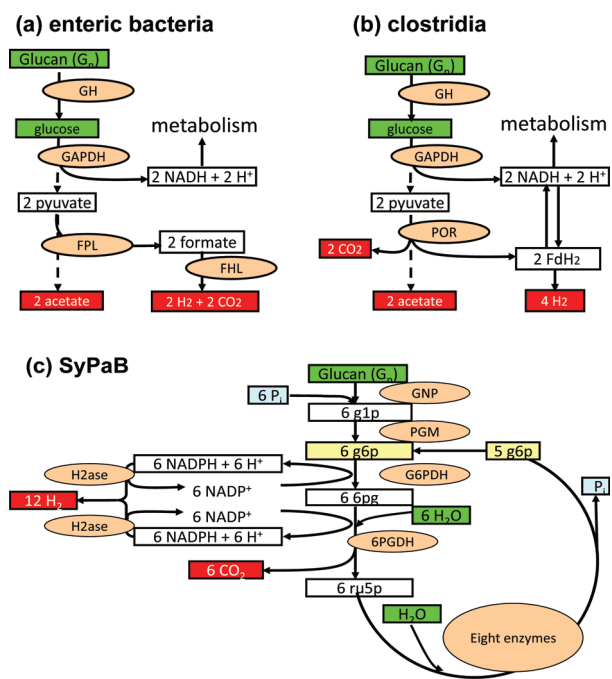 (a) enteric bacteria
Glucan (Gₙ)
GH
glucose
metabolism
GAPDH
2 NADH + 2 H⁺
2 pyuvate
FPL
2 formate
FHL
2 acetate
2 H₂ + 2 CO₂
(b) clostridia
Glucan (Gₙ)
GH
glucose
metabolism
GAPDH
2 NADH + 2 H⁺
2 pyuvate
POR
2 CO₂
2 FdH₂
2 acetate
4 H₂
(c) SyPaB
Glucan (Gₙ)
6 Pᵢ
GNP
6 g1p
PGM
6 g6p
5 g6p
6 NADPH + 6 H⁺
H2ase
G6PDH
6 NADP⁺
Pᵢ
12 H₂
6 6pg
6 NADP⁺
6 H₂O
H2ase
6 NADPH + 6 H⁺
6PGDH
6 CO₂
6 ru5p
H₂O
Eight enzymes